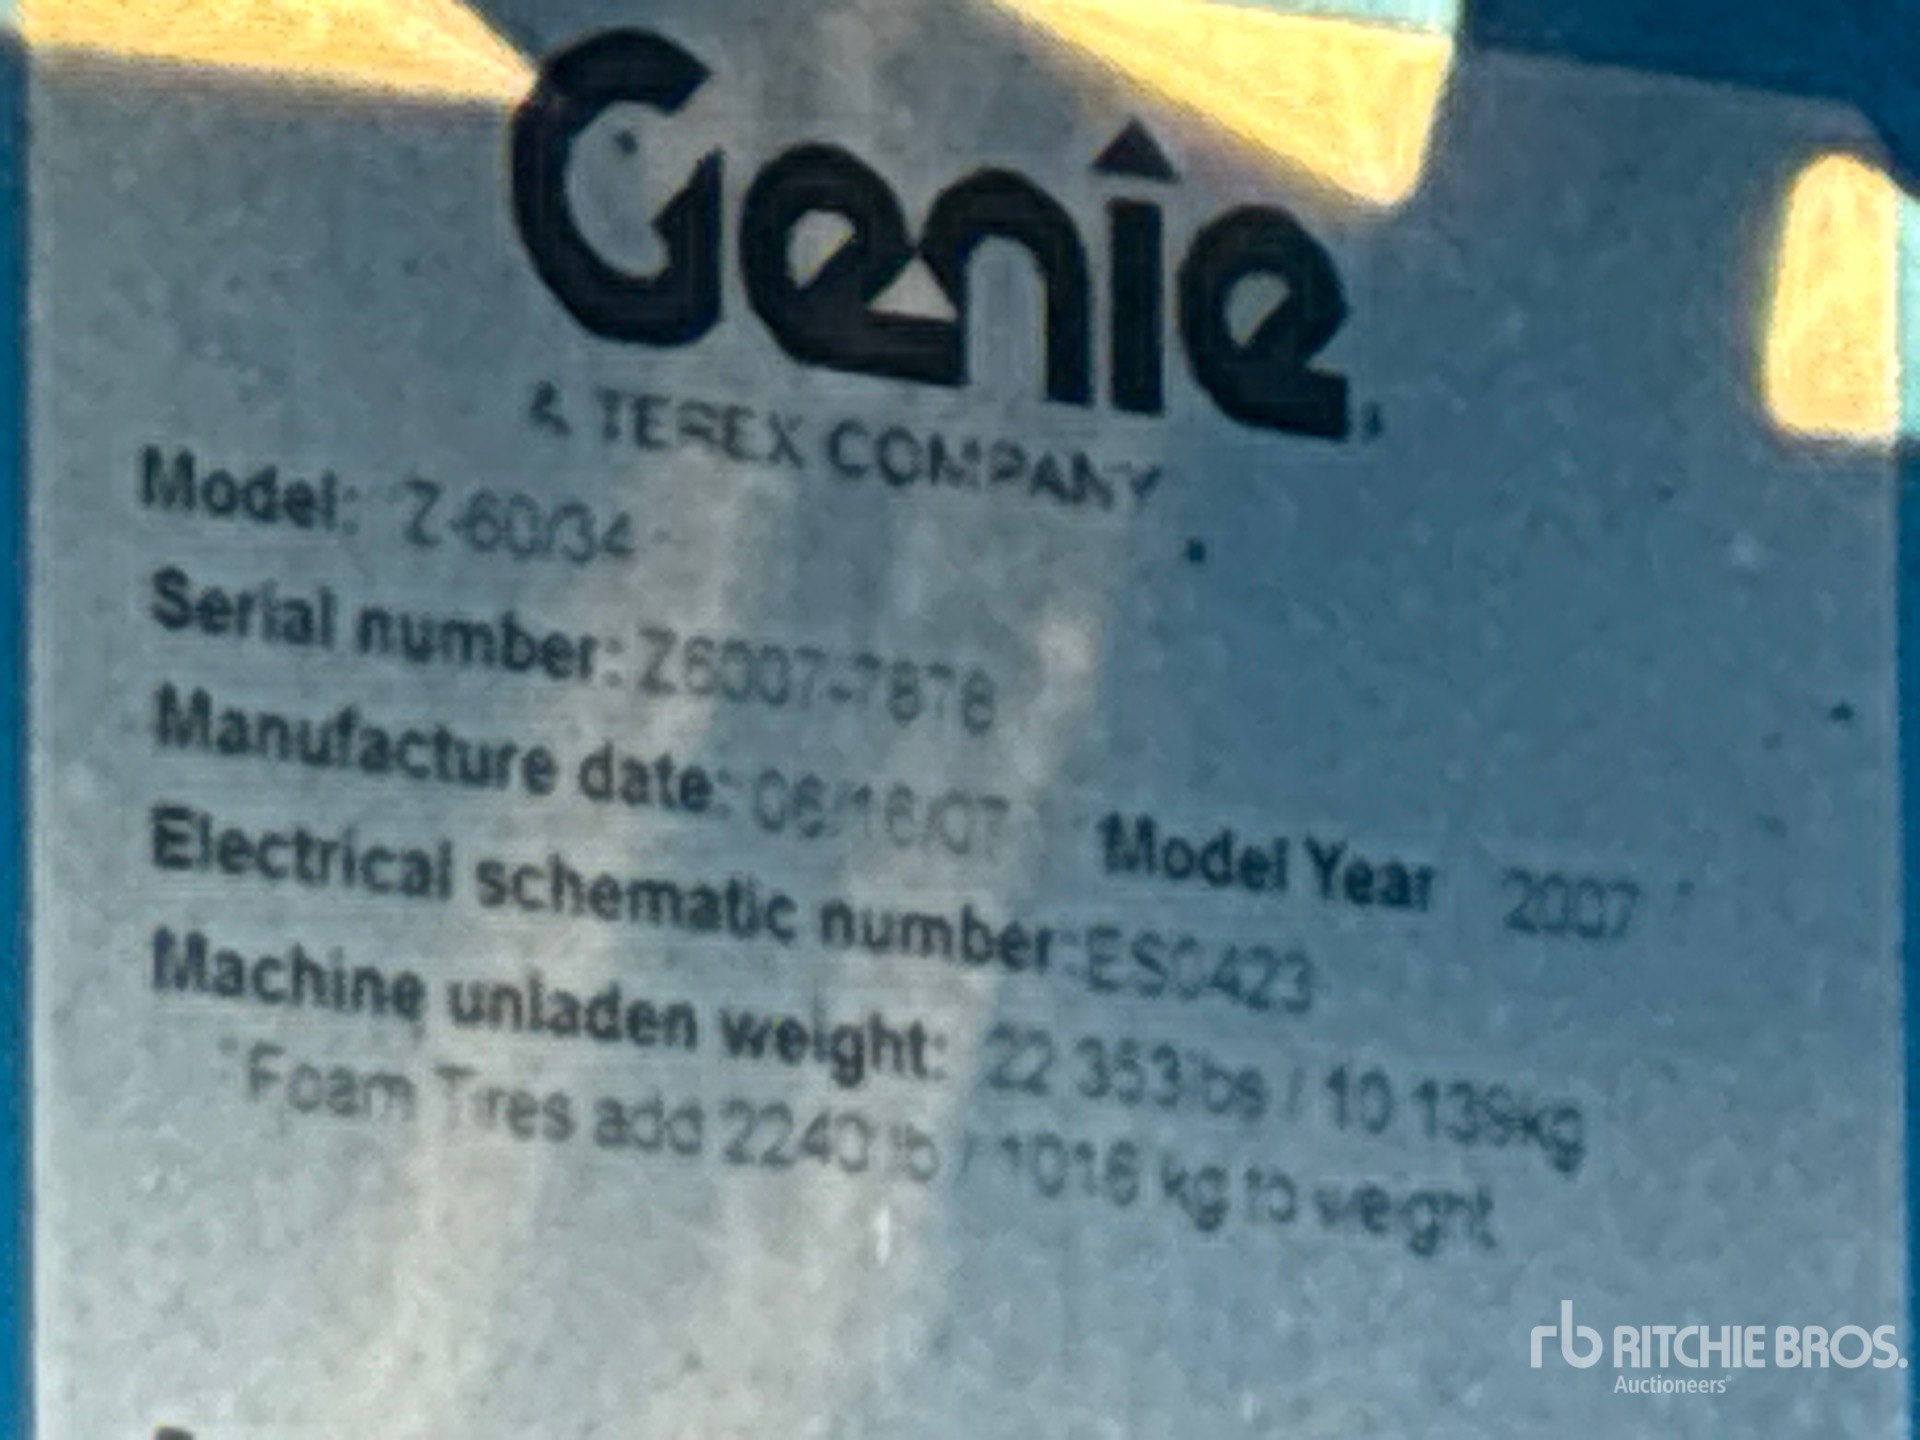 Genie
A TEREX COMPANY
Model: Z-60/34
Serial number: Z6007-7878
Manufacture date: 06/16/07 Model Year 2007
Electrical schematic number: ES0423
Machine unladen weight: 22 353lbs / 10 139kg
*Foam Tires add 2240 lb / 1016 kg to weight
rb RITCHIE BROS.
Auctioneers